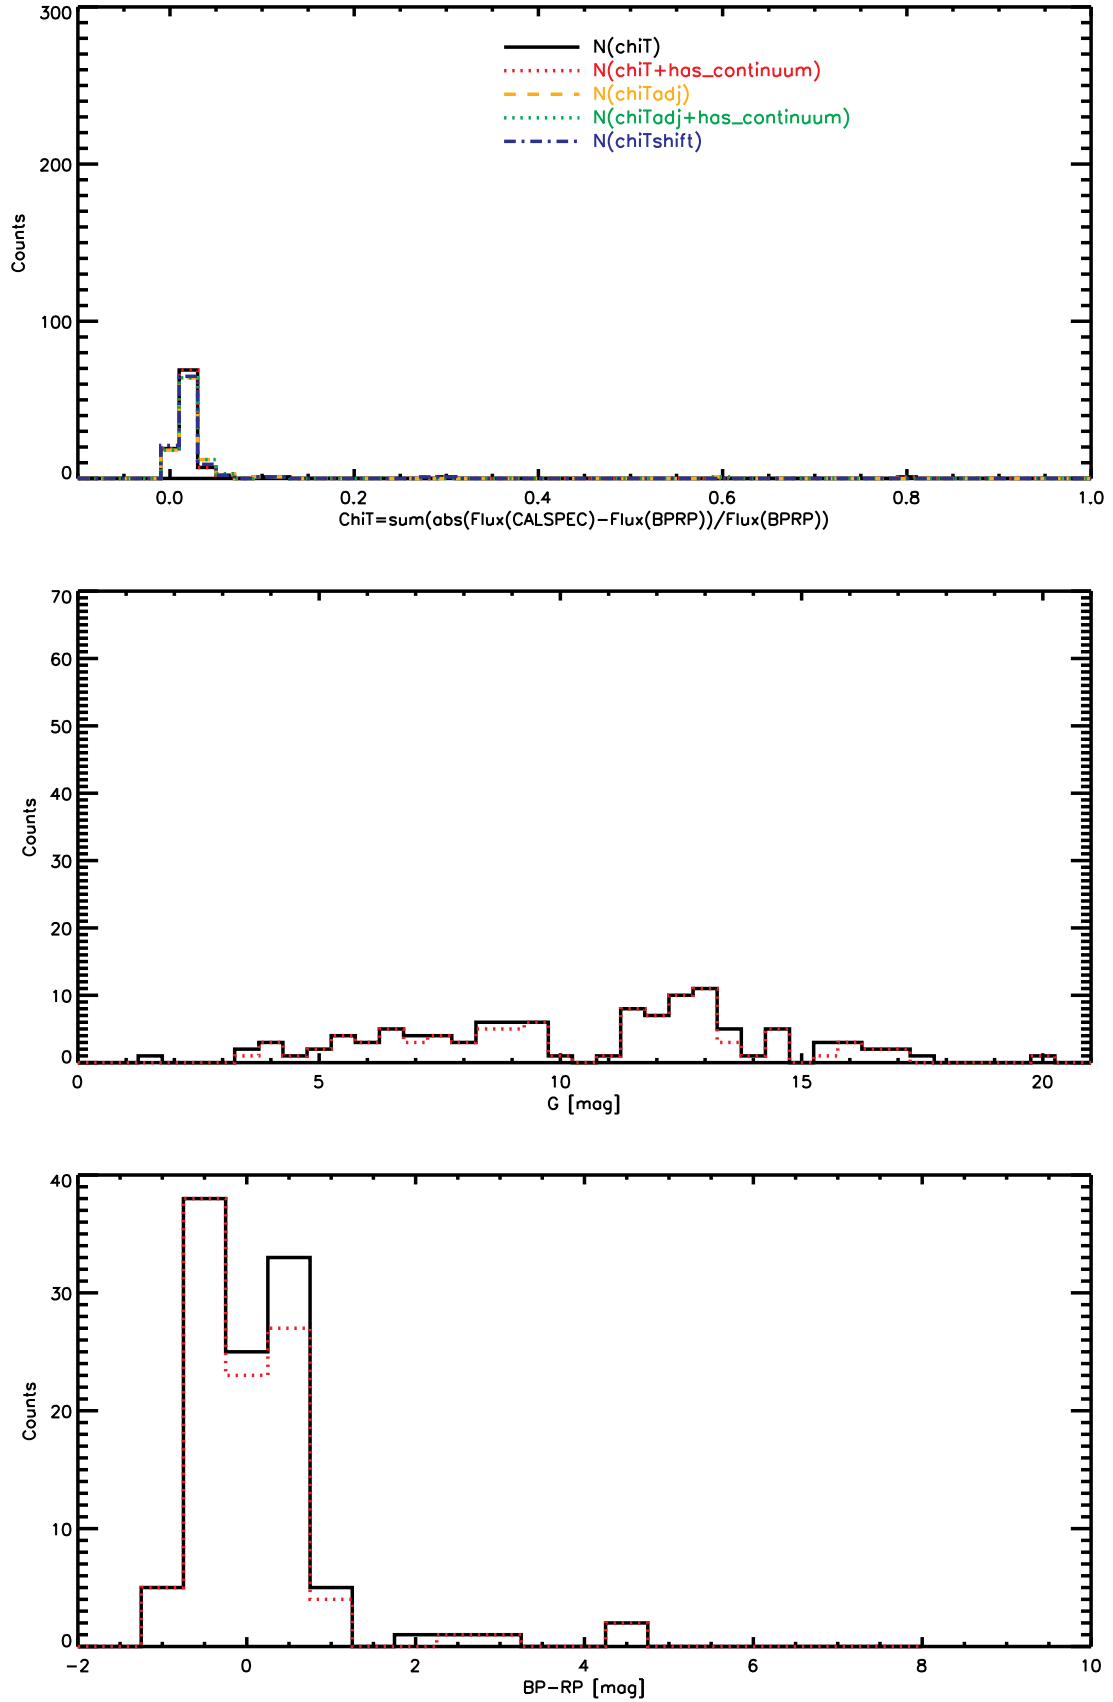 300
200
100
0
Counts
N(chiT)
N(chiT+has_continuum)
N(chiTadj)
N(chiTadj+has_continuum)
N(chiTshift)
0.0 0.2 0.4 0.6 0.8 1.0
ChiT=sum(abs(Flux(CALSPEC)-Flux(BPRP))/Flux(BPRP))
70
60
50
40
30
20
10
0
Counts
0 5 10 15 20
G [mag]
40
30
20
10
0
Counts
-2 0 2 4 6 8 10
BP-RP [mag]